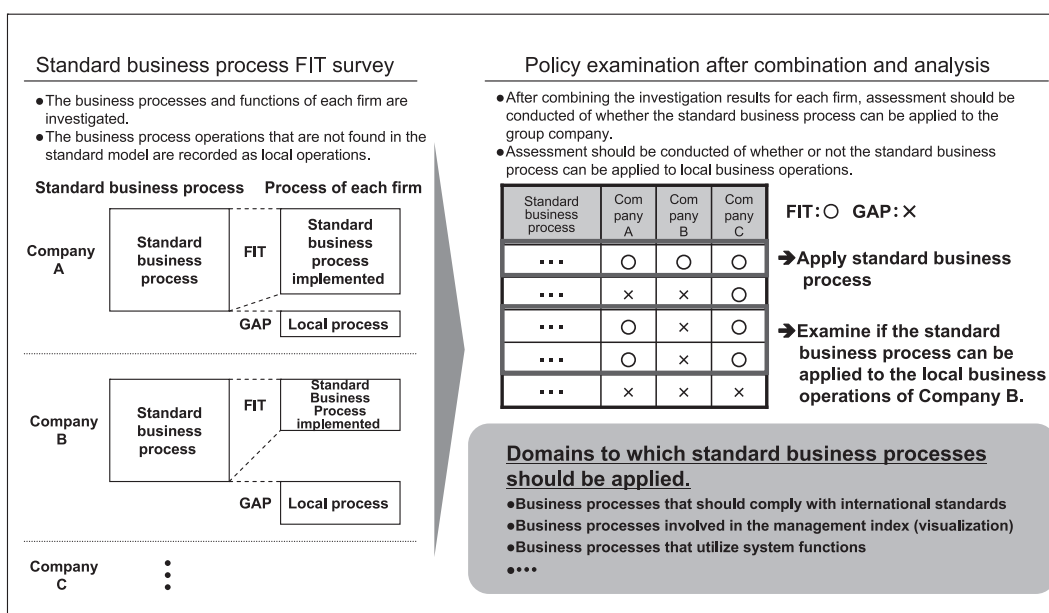 Standard business process FIT survey
●The business processes and functions of each firm are
investigated.
●The business process operations that are not found in the
standard model are recorded as local operations.
Standard business process Process of each firm
Company
A
Standard
business
process
FIT
Standard
business
process
implemented
GAP
Local process
Company
B
Standard
business
process
FIT
Standard
Business
Process
implemented
GAP
Local process
Company
C
Policy examination after combination and analysis
●After combining the investigation results for each firm, assessment should be
conducted of whether the standard business process can be applied to the
group company.
●Assessment should be conducted of whether or not the standard business
process can be applied to local business operations.
Standard
business
process
Com
pany
A
Com
pany
B
Com
pany
C
... ○ ○ ○
... × × ○
... ○ × ○
... ○ × ○
... × × ×
FIT:○ GAP:×
➔Apply standard business
process
➔Examine if the standard
business process can be
applied to the local business
operations of Company B.
Domains to which standard business processes
should be applied.
●Business processes that should comply with international standards
●Business processes involved in the management index (visualization)
●Business processes that utilize system functions
●•••